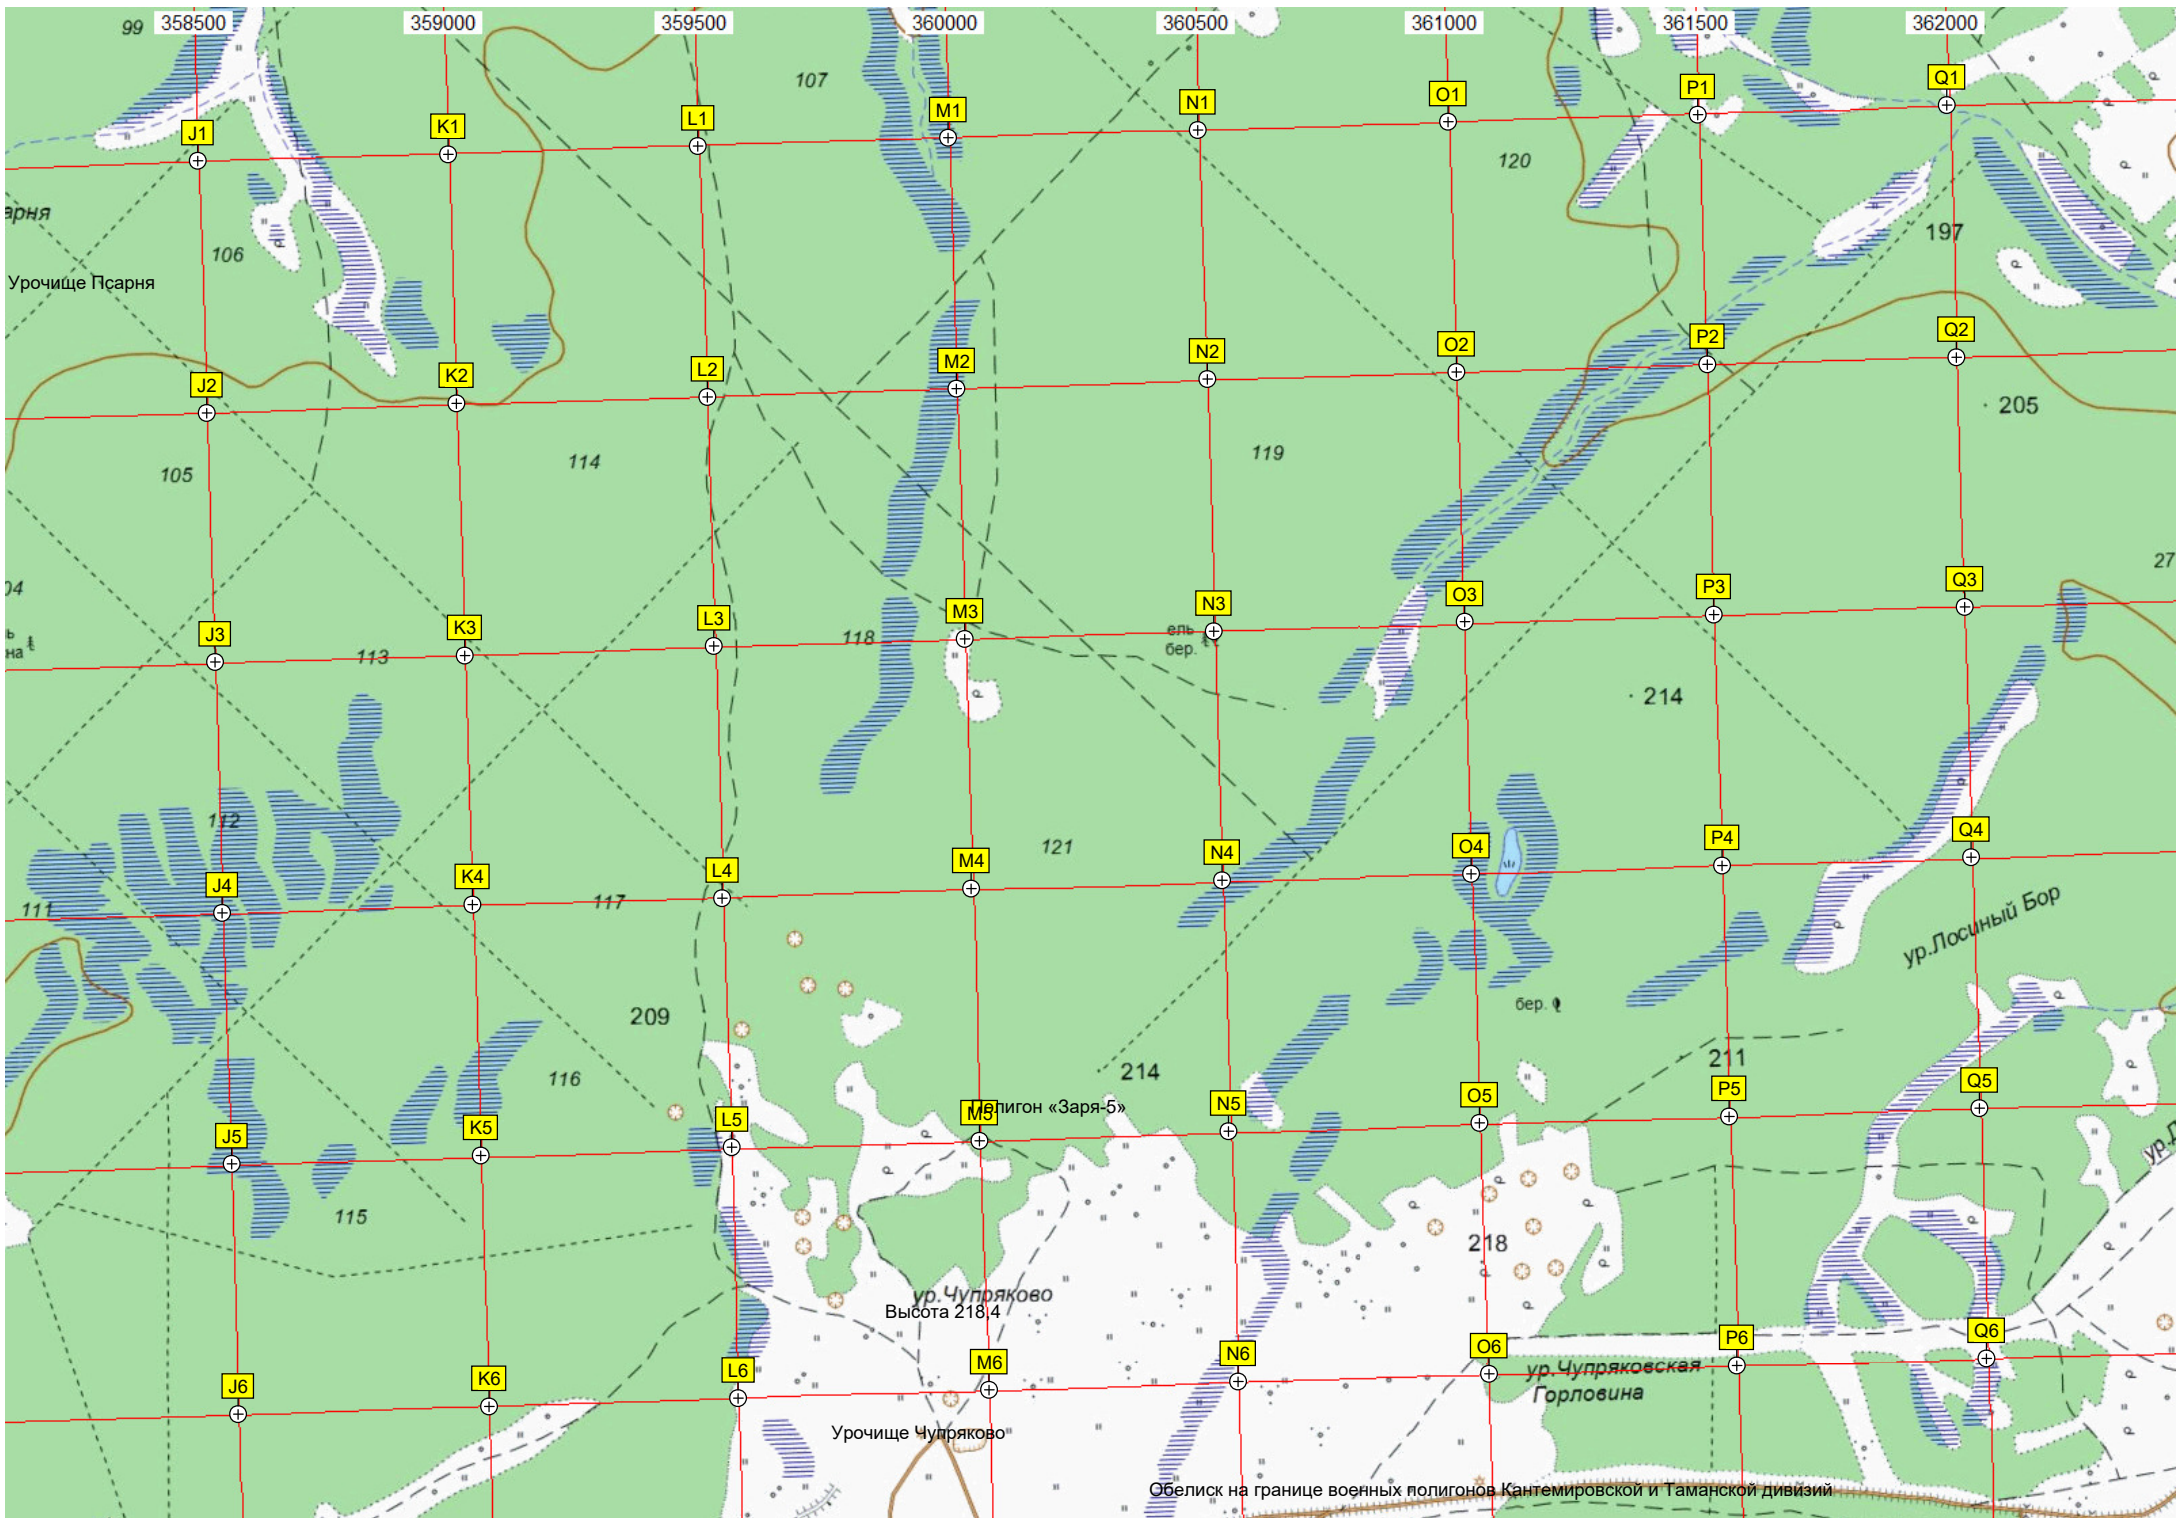 99 358500 359000 359500 360000 360500 361000 361500 362000
107
J1 K1 L1 M1 N1 O1 P1 Q1
120
арня
106
197
Урочище Псарня
J2 K2 L2 M2 N2 O2 P2 Q2
205
105
114
119
27
04
J3 K3 L3 M3 N3 O3 P3 Q3
ель
бер.
на
113
118
214
112
J4 K4 L4 M4 N4 O4 P4 Q4
121
111
117
ур.Лосиный Бор
209
бер.
116
214
211
Полигон «Заря-5»
J5 K5 L5 M5 N5 O5 P5 Q5
115
218
ур.Чупряково
Высота 218,4
J6 K6 L6 M6 N6 O6 P6 Q6
ур.Чупряковская
Горловина
Урочище Чупряково
Обелиск на границе военных полигонов Кантемировской и Таманской дивизий